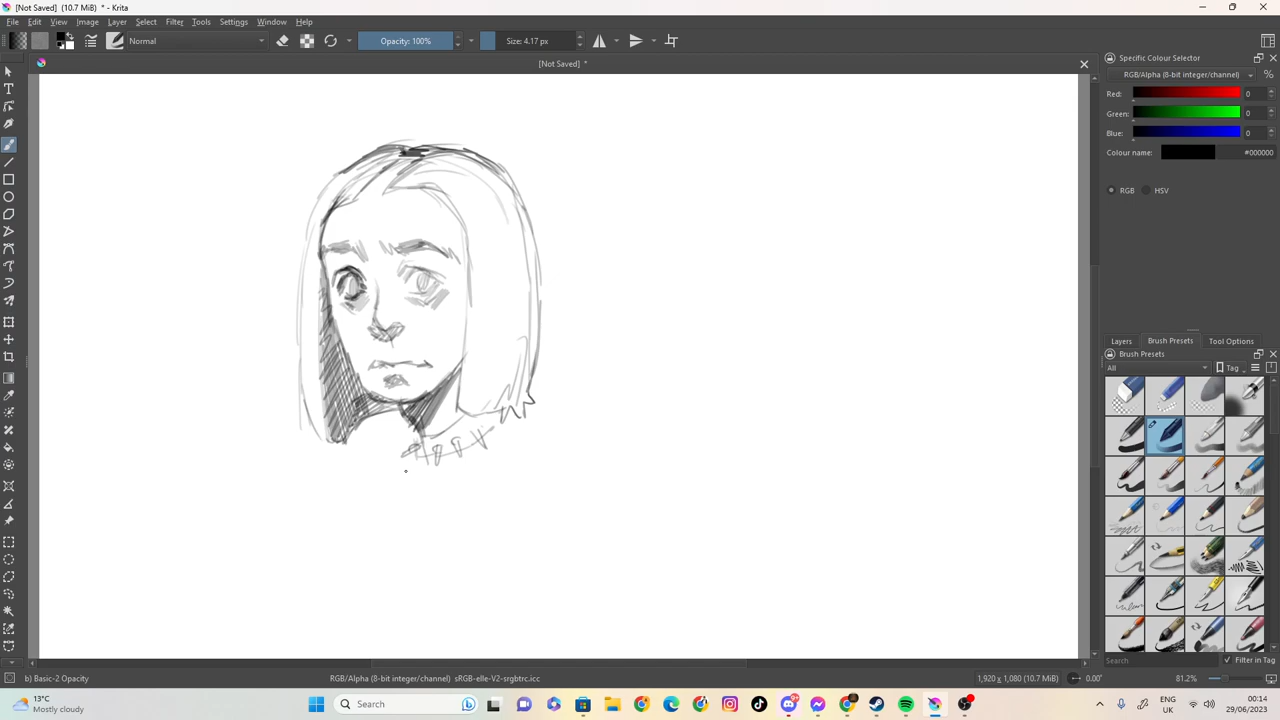 [Not Saved] (10.7 MiB) * - Krita
File Edit View Image Layer Select Filter Tools Settings Window Help
Normal Opacity: 100% Size: 4.17 px
[Not Saved] *
Specific Colour Selector
RGB/Alpha (8-bit integer/channel) %
Red: 0
Green: 0
Blue: 0
Colour name: #000000
RGB HSV
Layers Brush Presets Tool Options
Brush Presets
All Tag
Search Filter in Tag
b) Basic-2 Opacity RGB/Alpha (8-bit integer/channel) sRGB-elle-V2-srgbtrc.icc 1,920 x 1,080 (10.7 MiB) 0.00° 81.2%
13°C
Mostly cloudy
Search
ENG
UK
00:14
29/06/2023